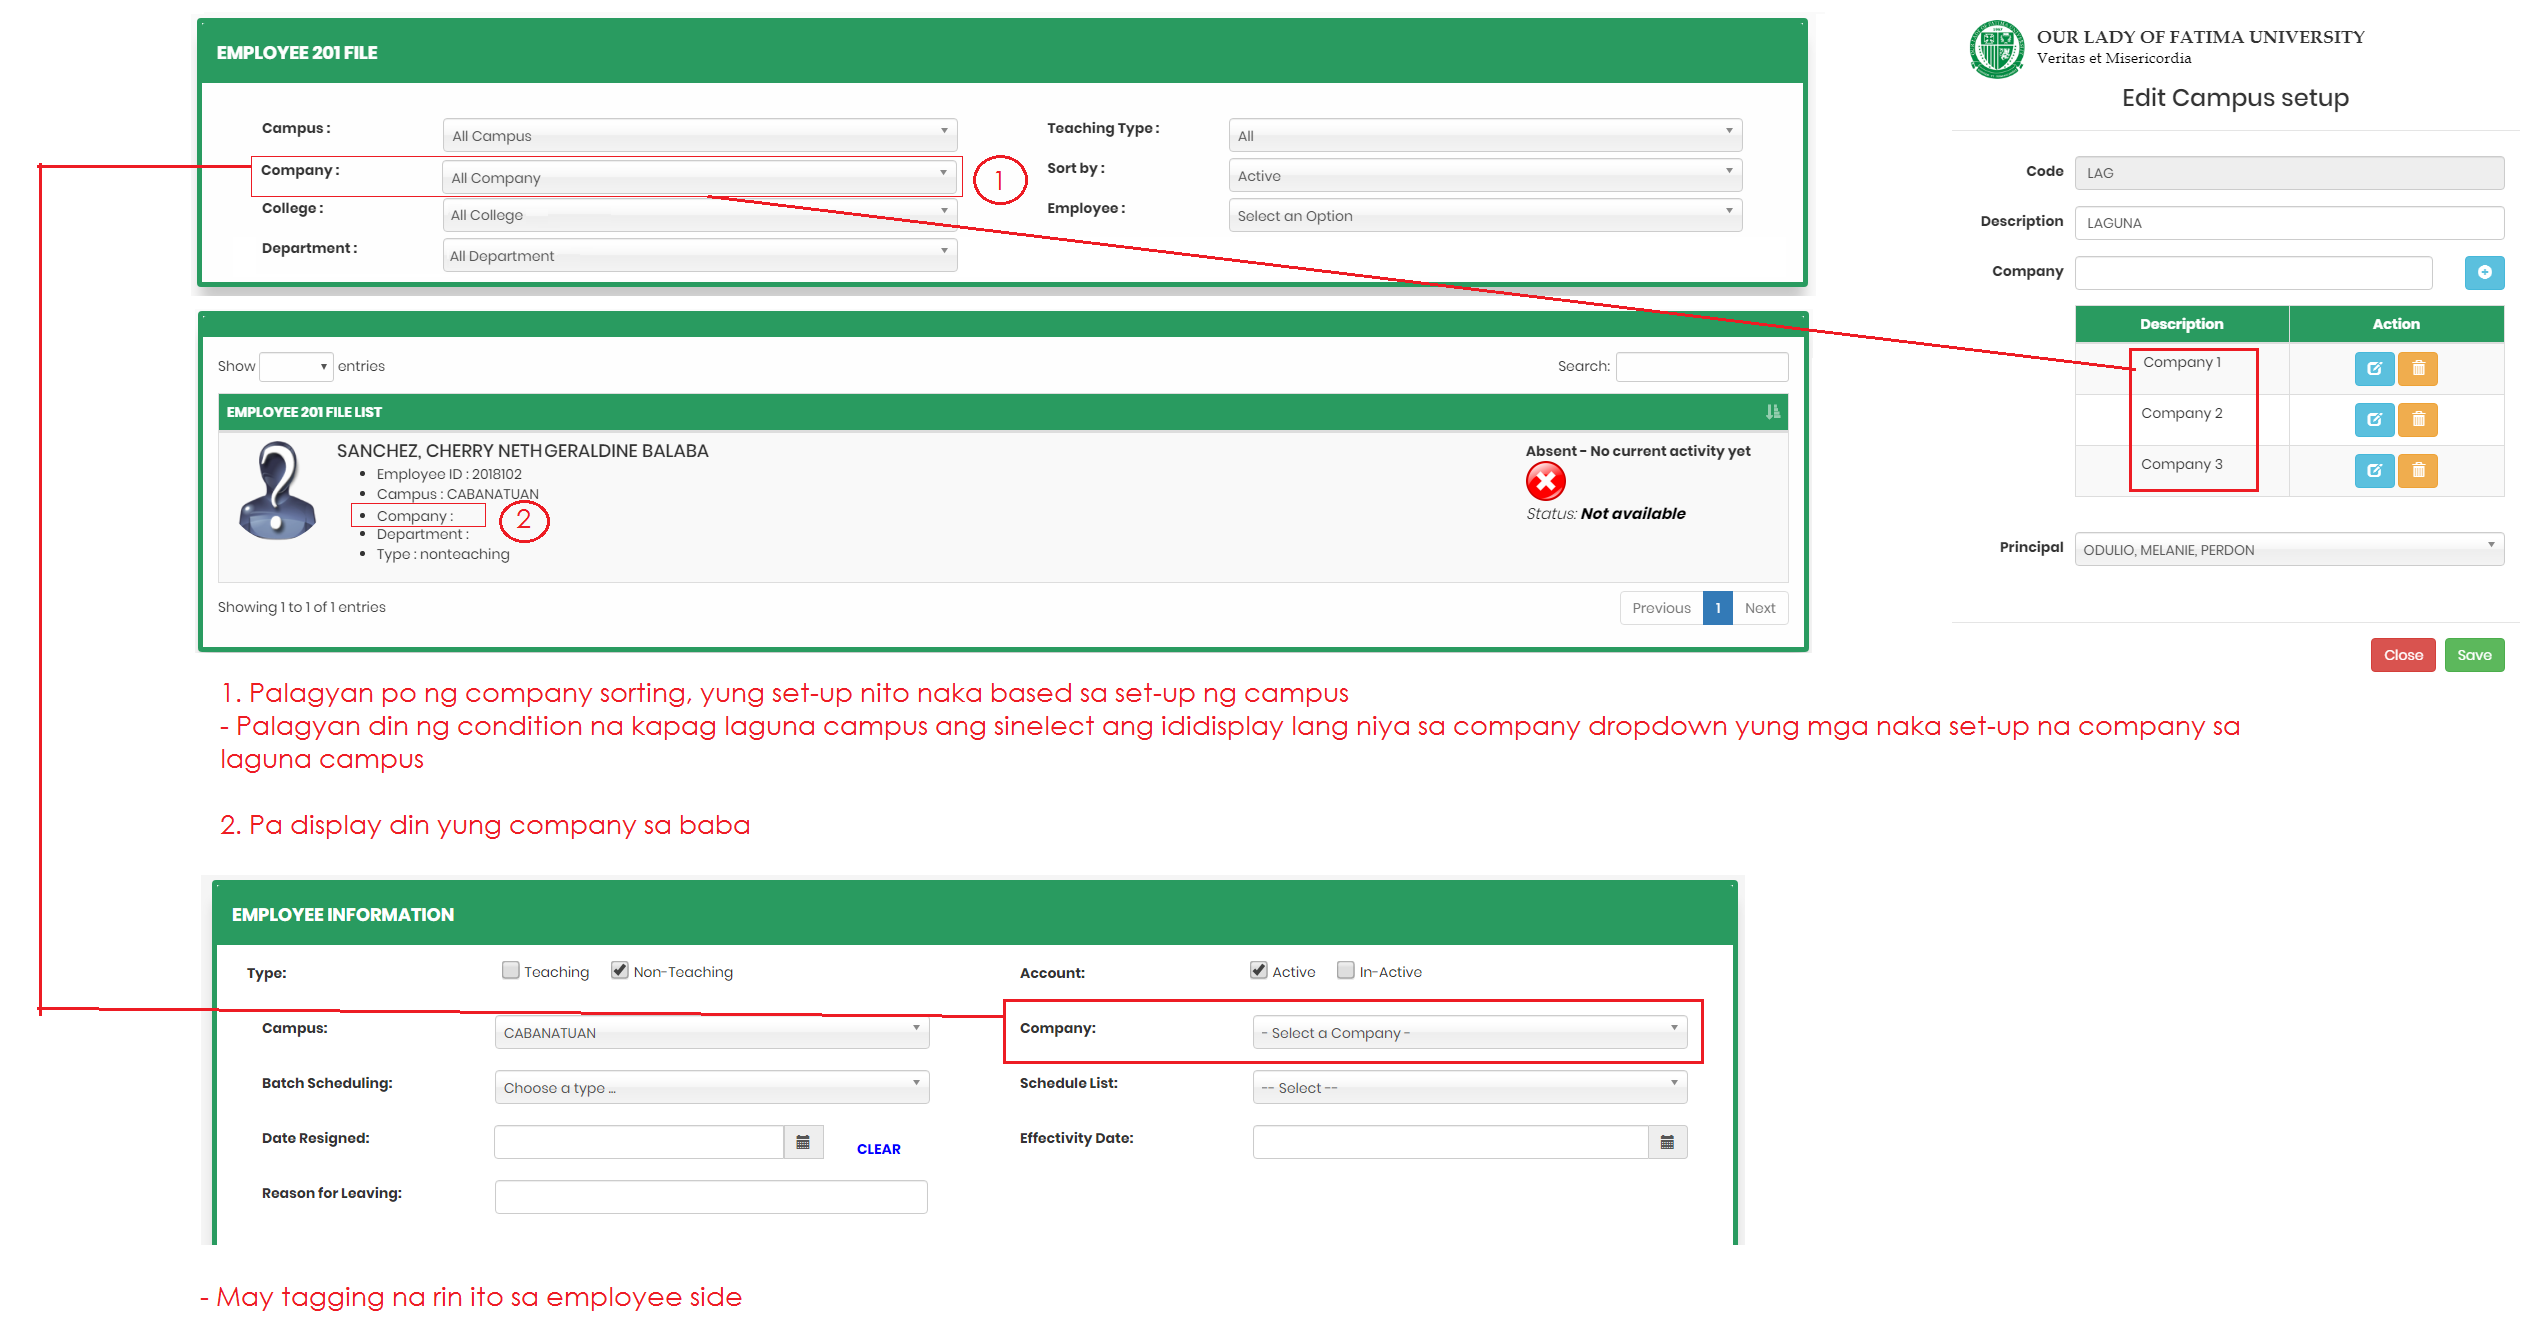 OUR LADY OF FATIMA UNIVERSITY
Veritas et Misericordia
Edit Campus setup
EMPLOYEE 201 FILE
Campus : All Campus
Teaching Type : All
Company : All Company
1
Sort by : Active
College : All College
Employee : Select an Option
Department : All Department
Code LAG
Description LAGUNA
Company
Description Action
Company 1
Company 2
Company 3
Principal ODULIO, MELANIE, PERDON
Close Save
Show entries
Search:
EMPLOYEE 201 FILE LIST
SANCHEZ, CHERRY NETH GERALDINE BALABA
• Employee ID : 2018102
• Campus : CABANATUAN
• Company :
2
• Department :
• Type : nonteaching
Absent - No current activity yet
Status: Not available
Showing 1 to 1 of 1 entries
Previous 1 Next
1. Palagyan po ng company sorting, yung set-up nito naka based sa set-up ng campus
- Palagyan din ng condition na kapag laguna campus ang sinelect ang ididisplay lang niya sa company dropdown yung mga naka set-up na company sa
laguna campus
2. Pa display din yung company sa baba
EMPLOYEE INFORMATION
Type: Teaching Non-Teaching
Account: Active In-Active
Campus: CABANATUAN
Company: - Select a Company -
Batch Scheduling: Choose a type ...
Schedule List: -- Select --
Date Resigned: CLEAR
Effectivity Date:
Reason for Leaving:
- May tagging na rin ito sa employee side